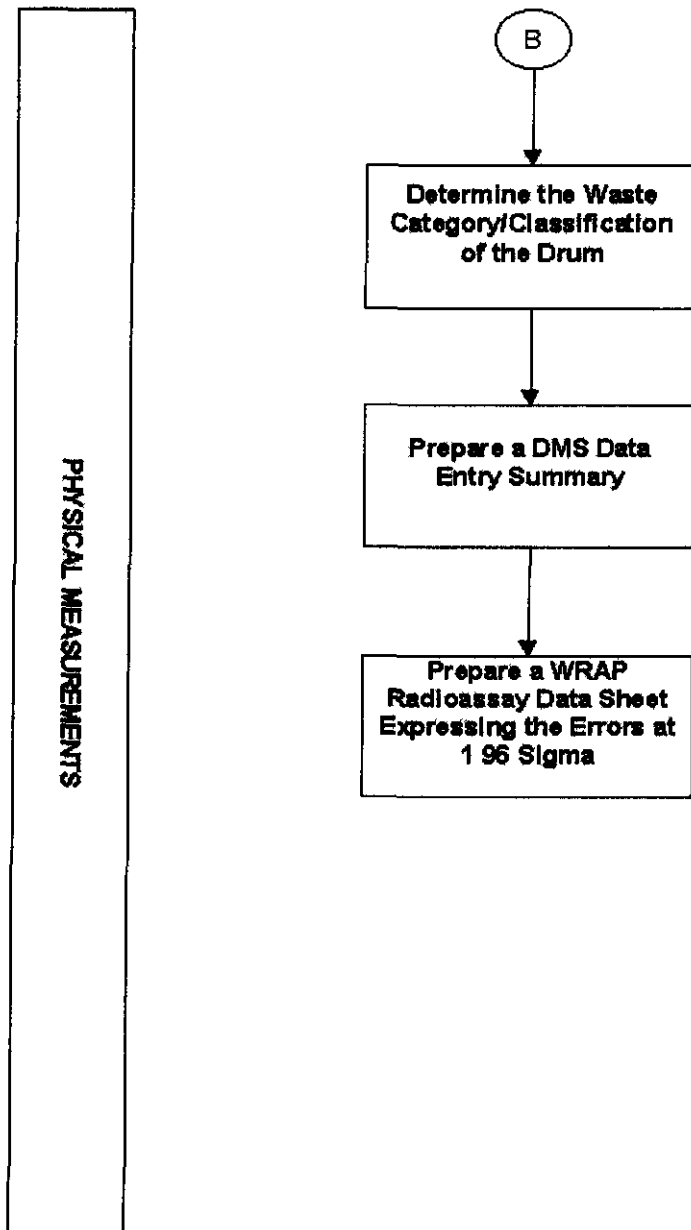 B
Determine the Waste
Category/Classification
of the Drum
Prepare a DMS Data
Entry Summary
Prepare a WRAP
Radioassay Data Sheet
Expressing the Errors at
1 96 Sigma
PHYSICAL MEASUREMENTS